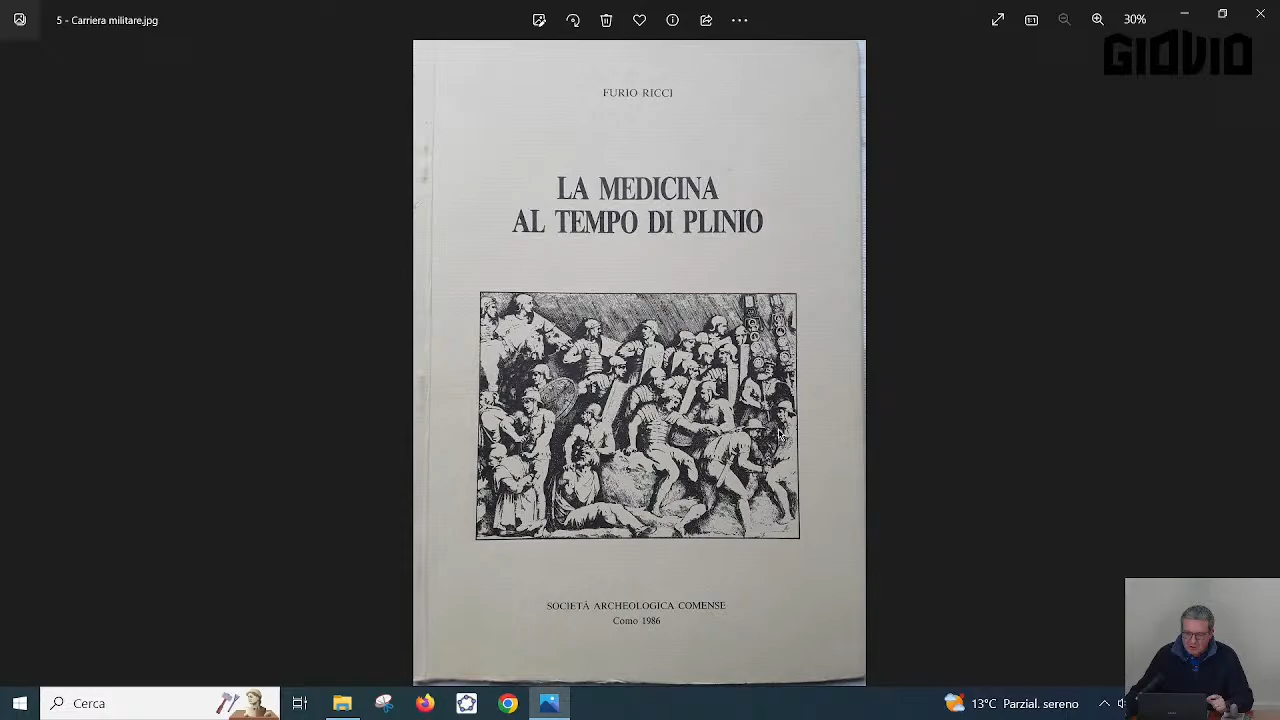 5 - Carriera militare.jpg
30%
GIOVIO
FURIO RICCI
LA MEDICINA
AL TEMPO DI PLINIO
SOCIETÀ ARCHEOLOGICA COMENSE
Como 1986
Cerca
13°C Parzial. sereno